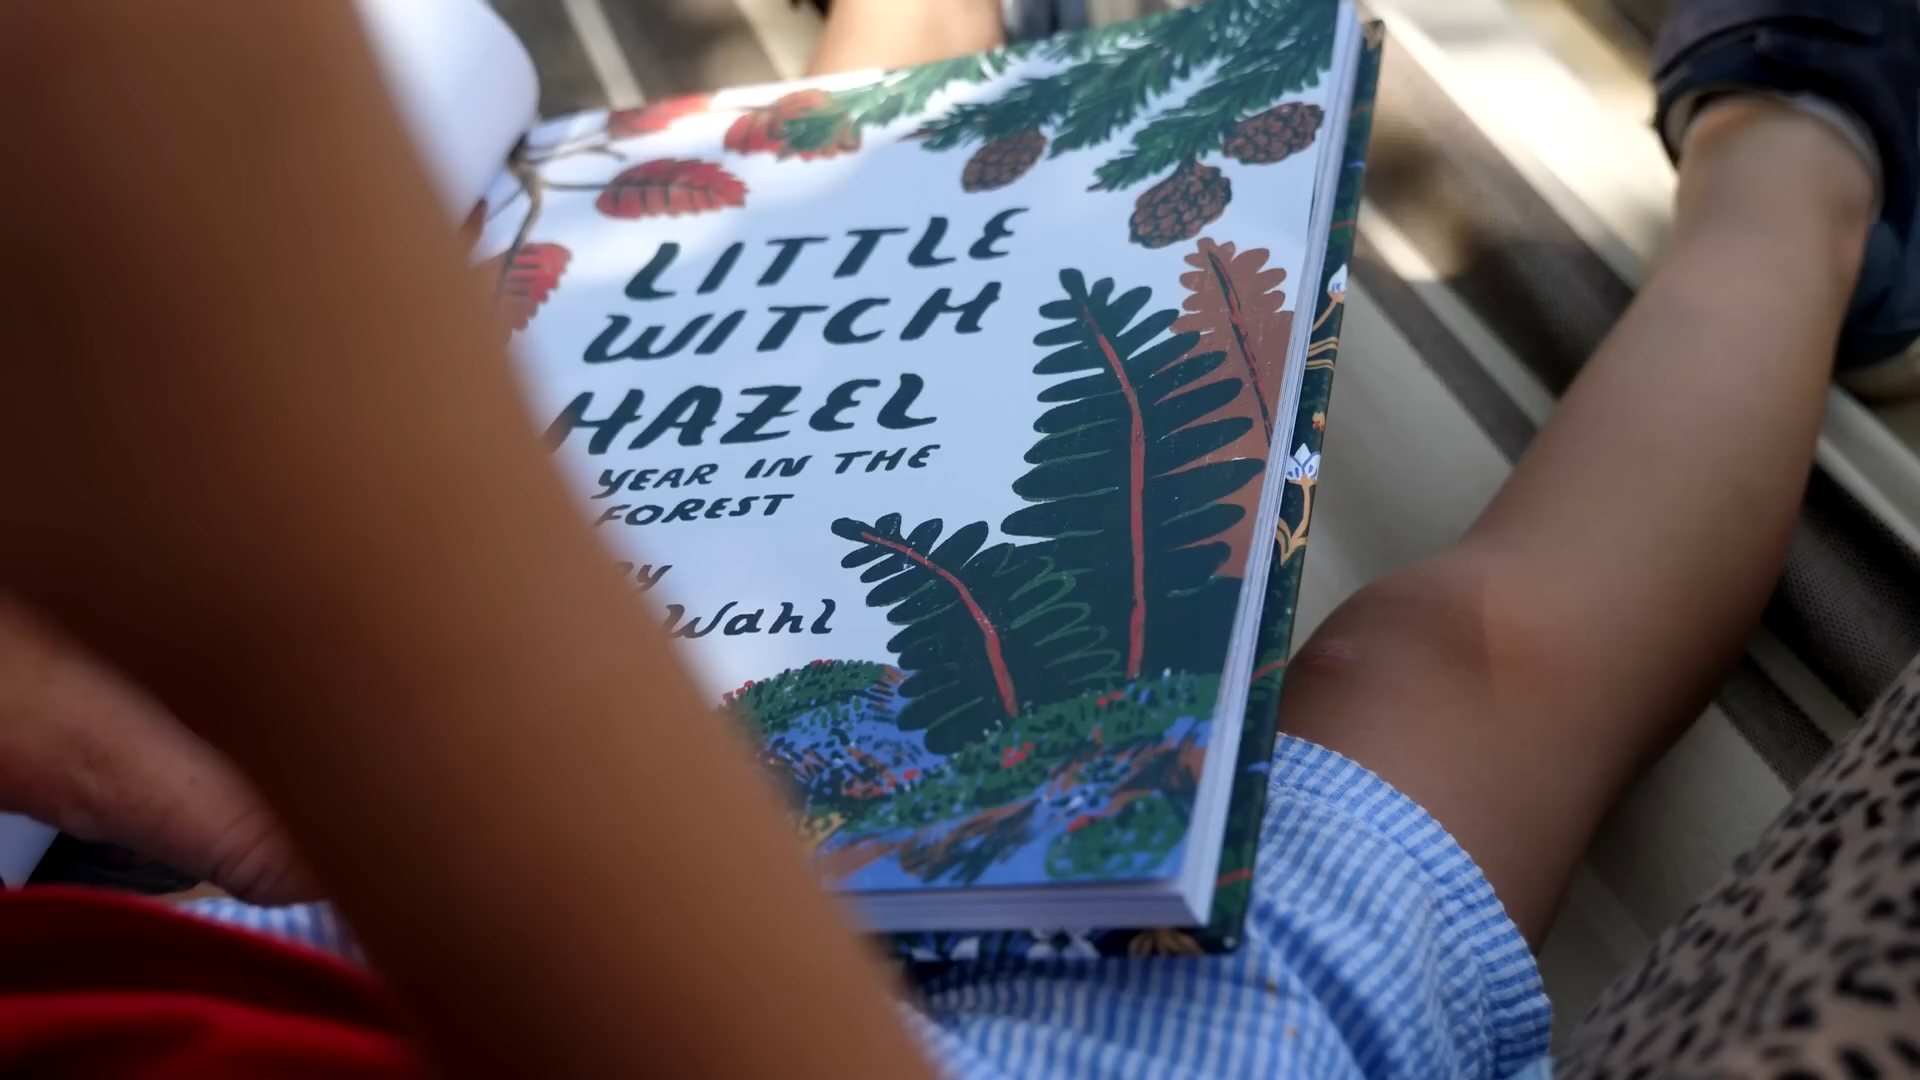 LITTLE
WITCH
HAZEL
YEAR IN THE
FOREST
Wahl